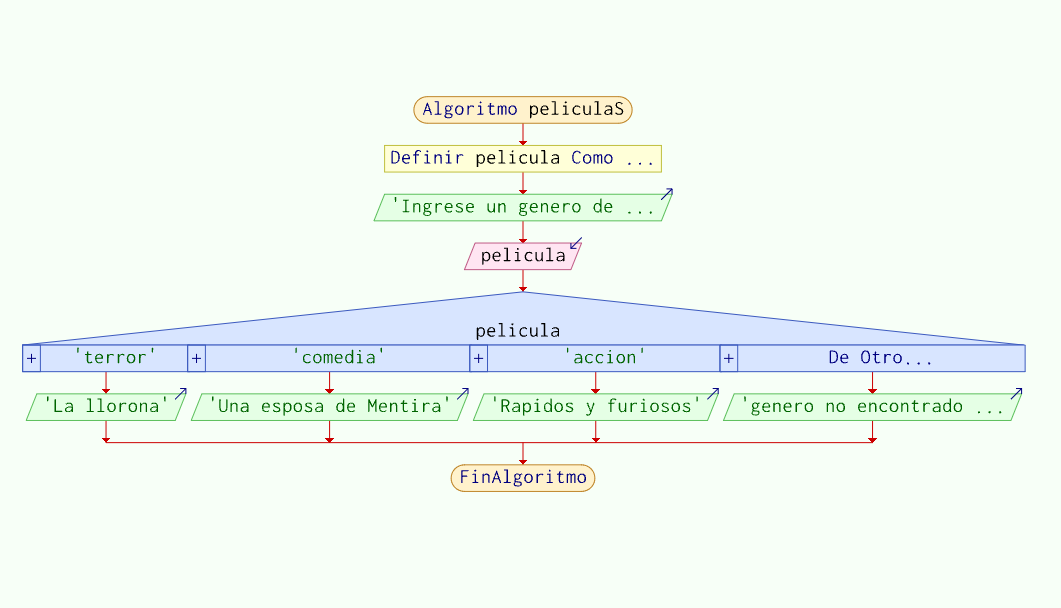 Algoritmo peliculaS
Definir pelicula Como ...
'Ingrese un genero de ...
pelicula
pelicula
+ 'terror' + 'comedia' + 'accion' + De Otro...
'La llorona' 'Una esposa de Mentira' 'Rapidos y furiosos' 'genero no encontrado ...
FinAlgoritmo